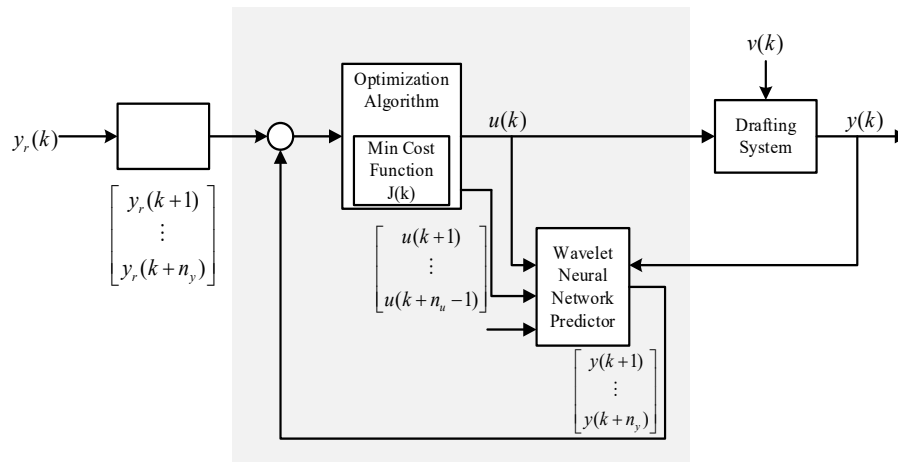 y_r(k)
[ y_r(k+1)
⋮
y_r(k+n_y) ]
Optimization
Algorithm
Min Cost
Function
J(k)
u(k)
[ u(k+1)
⋮
u(k+n_u −1) ]
Wavelet
Neural
Network
Predictor
[ y(k+1)
⋮
y(k+n_y) ]
v(k)
Drafting
System
y(k)